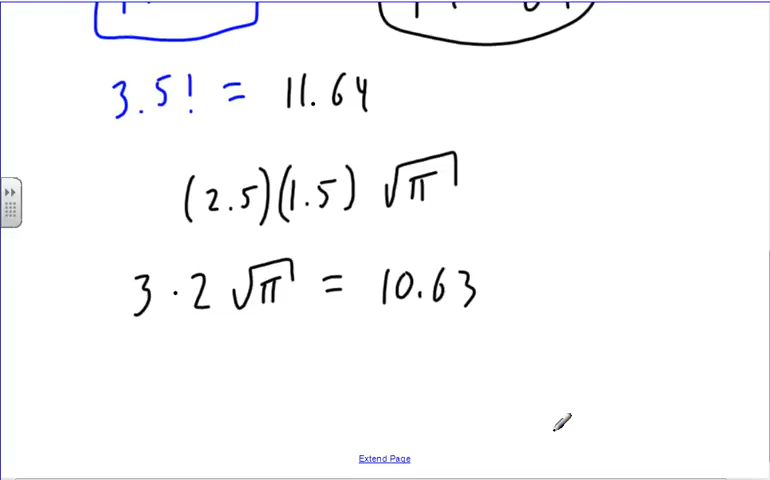 3.5! = 11.64
(2.5)(1.5) √π
3 · 2 √π = 10.63
Extend Page